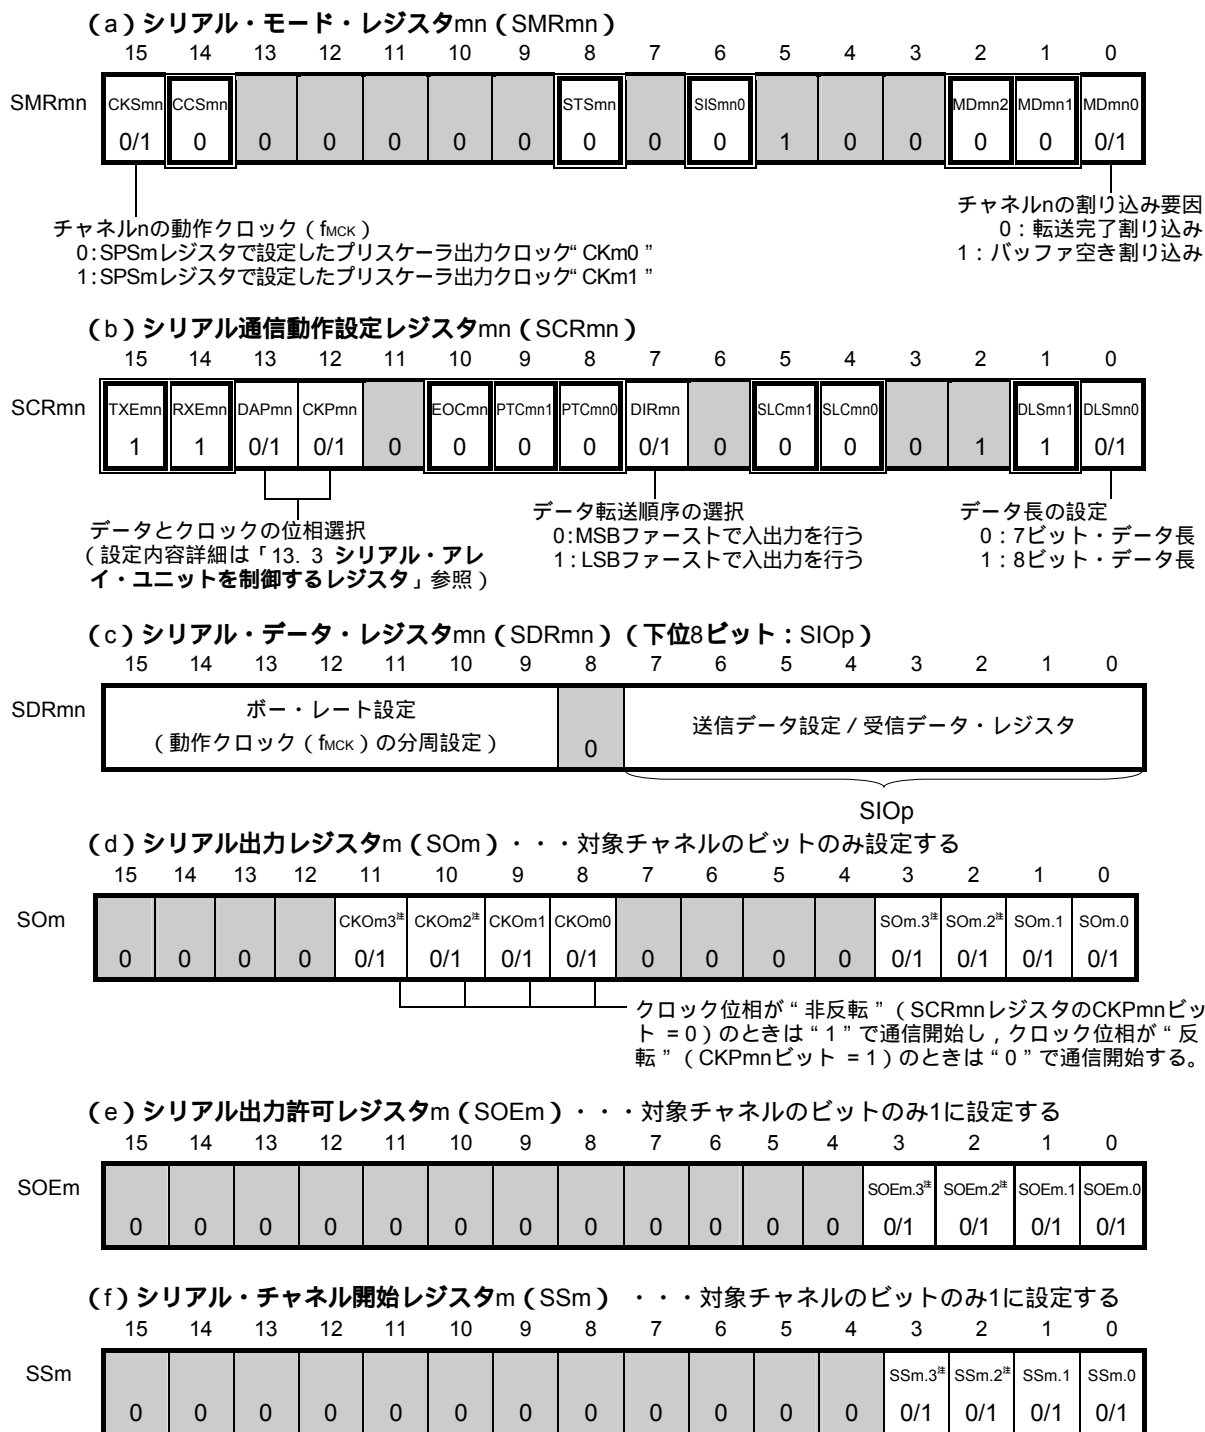 (a)シリアル・モード・レジスタmn(SMRmn)
15 14 13 12 11 10 9 8 7 6 5 4 3 2 1 0
SMRmn CKSmn CCSmn STSmn SISmn0 MDmn2 MDmn1 MDmn0
0/1 0 0 0 0 0 0 0 0 0 1 0 0 0 0 0/1
チャネルnの動作クロック(fMCK)
0:SPSmレジスタで設定したプリスケーラ出力クロック“CKm0”
1:SPSmレジスタで設定したプリスケーラ出力クロック“CKm1”
チャネルnの割り込み要因
0:転送完了割り込み
1:バッファ空き割り込み
(b)シリアル通信動作設定レジスタmn(SCRmn)
15 14 13 12 11 10 9 8 7 6 5 4 3 2 1 0
SCRmn TXEmn RXEmn DAPmn CKPmn EOCmn PTCmn1 PTCmn0 DIRmn SLCmn1 SLCmn0 DLSmn1 DLSmn0
1 1 0/1 0/1 0 0 0 0 0/1 0 0 0 0 1 1 0/1
データとクロックの位相選択
(設定内容詳細は「13. 3 シリアル・アレ
イ・ユニットを制御するレジスタ」参照)
データ転送順序の選択
0:MSBファーストで入出力を行う
1:LSBファーストで入出力を行う
データ長の設定
0:7ビット・データ長
1:8ビット・データ長
(c)シリアル・データ・レジスタmn(SDRmn)(下位8ビット:SIOp)
15 14 13 12 11 10 9 8 7 6 5 4 3 2 1 0
SDRmn ボー・レート設定
(動作クロック(fMCK)の分周設定)
0
送信データ設定/受信データ・レジスタ
SIOp
(d)シリアル出力レジスタm(SOm)・・・対象チャネルのビットのみ設定する
15 14 13 12 11 10 9 8 7 6 5 4 3 2 1 0
SOm CKOm3注 CKOm2注 CKOm1 CKOm0 SOm.3注 SOm.2注 SOm.1 SOm.0
0 0 0 0 0/1 0/1 0/1 0/1 0 0 0 0 0/1 0/1 0/1 0/1
クロック位相が“非反転”(SCRmnレジスタのCKPmnビッ
ト =0)のときは“1”で通信開始し,クロック位相が“反
転”(CKPmnビット =1)のときは“0”で通信開始する。
(e)シリアル出力許可レジスタm(SOEm)・・・対象チャネルのビットのみ1に設定する
15 14 13 12 11 10 9 8 7 6 5 4 3 2 1 0
SOEm SOEm.3注 SOEm.2注 SOEm.1 SOEm.0
0 0 0 0 0 0 0 0 0 0 0 0 0/1 0/1 0/1 0/1
(f)シリアル・チャネル開始レジスタm(SSm) ・・・対象チャネルのビットのみ1に設定する
15 14 13 12 11 10 9 8 7 6 5 4 3 2 1 0
SSm SSm.3注 SSm.2注 SSm.1 SSm.0
0 0 0 0 0 0 0 0 0 0 0 0 0/1 0/1 0/1 0/1